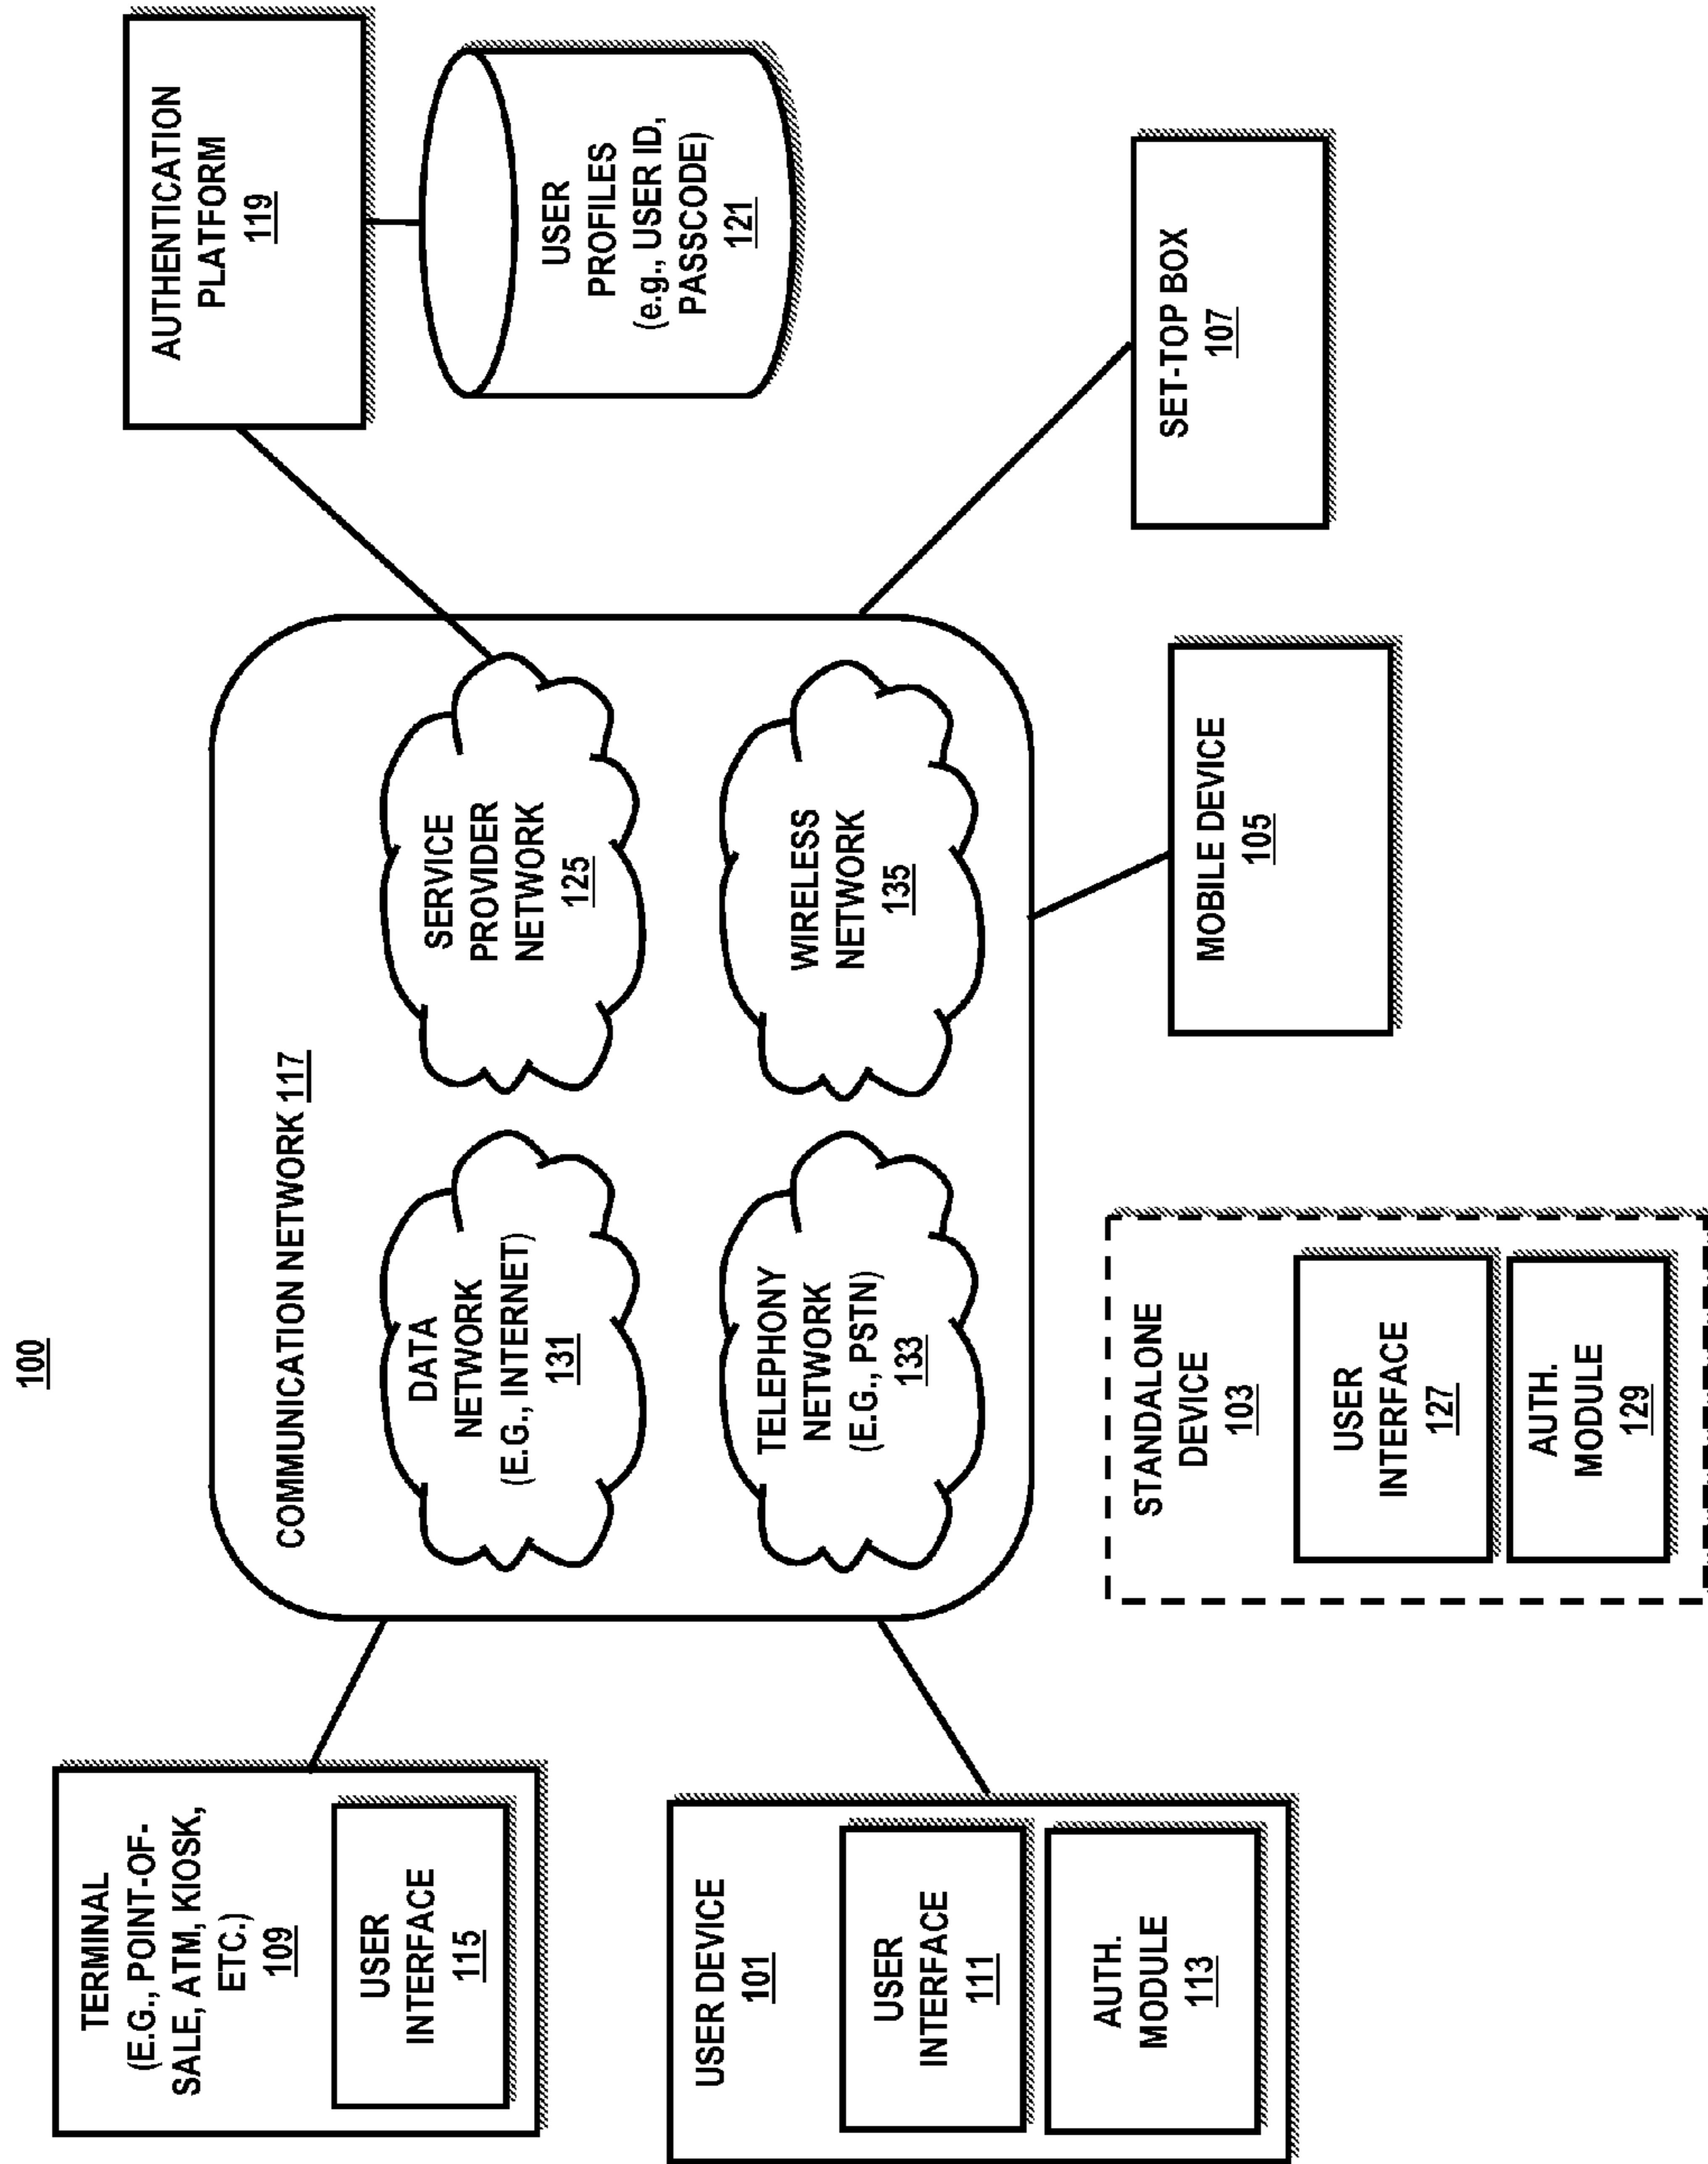 100
TERMINAL
(E.G., POINT-OF-
SALE, ATM, KIOSK,
ETC.)
109
USER
INTERFACE
115
USER DEVICE
101
USER
INTERFACE
111
AUTH.
MODULE
113
COMMUNICATION NETWORK 117
DATA
NETWORK
(E.G., INTERNET)
131
SERVICE
PROVIDER
NETWORK
125
TELEPHONY
NETWORK
(E.G., PSTN)
133
WIRELESS
NETWORK
135
AUTHENTICATION
PLATFORM
119
USER
PROFILES
(e.g., USER ID,
PASSCODE)
121
STANDALONE
DEVICE
103
USER
INTERFACE
127
AUTH.
MODULE
129
MOBILE DEVICE
105
SET-TOP BOX
107